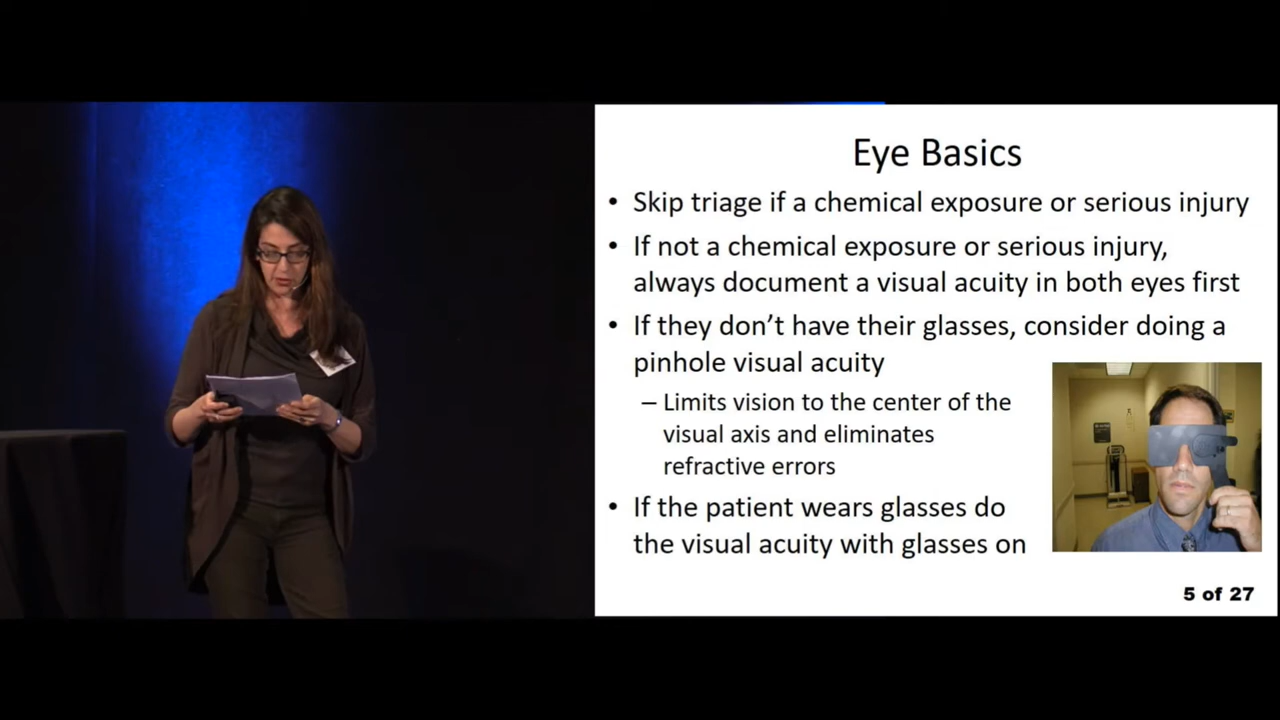 Eye Basics
• Skip triage if a chemical exposure or serious injury
• If not a chemical exposure or serious injury,
always document a visual acuity in both eyes first
• If they don't have their glasses, consider doing a
pinhole visual acuity
– Limits vision to the center of the
visual axis and eliminates
refractive errors
• If the patient wears glasses do
the visual acuity with glasses on
5 of 27